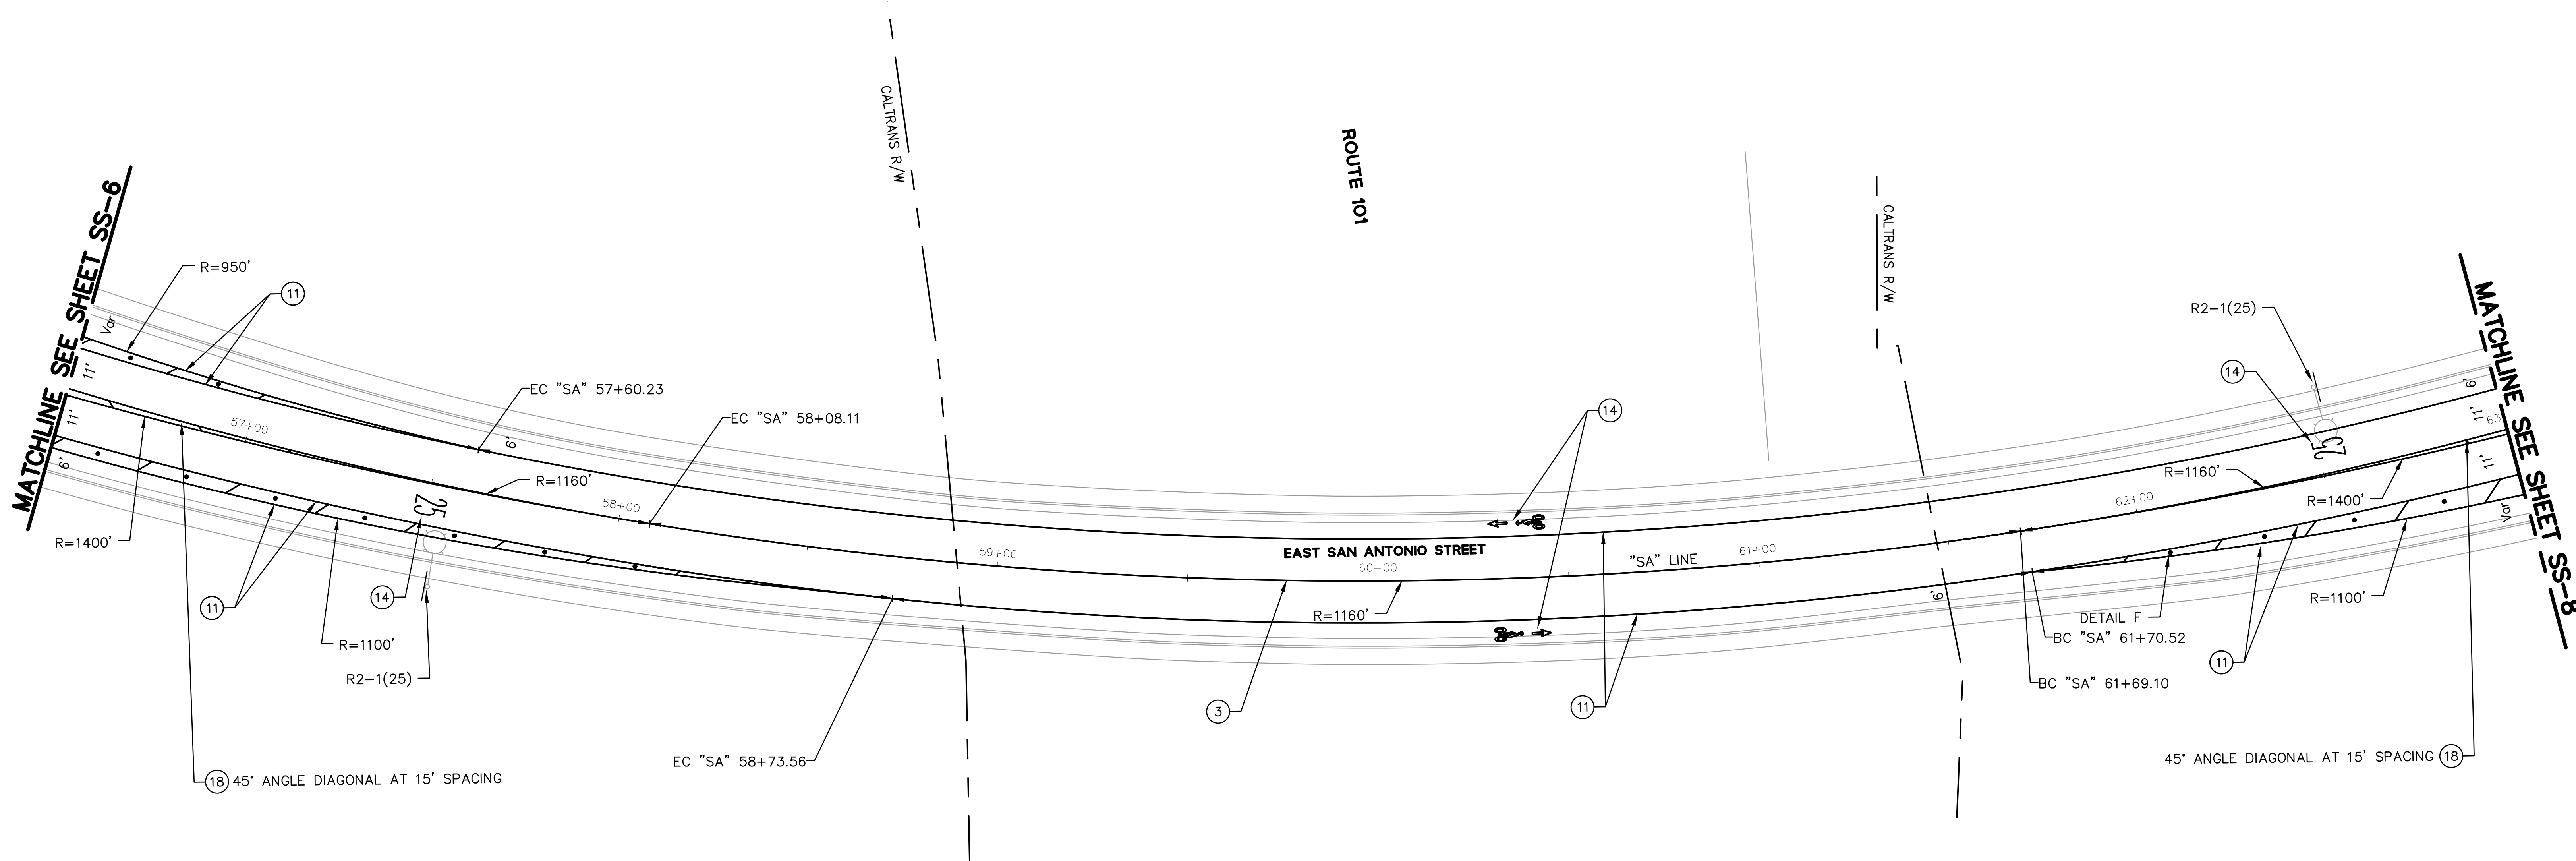 MATCHLINE SEE SHEET SS-6
R=950'
11
Var
11'
11'
6'
R=1400'
57+00
18 45° ANGLE DIAGONAL AT 15' SPACING
11
R=1100'
14
25
R2-1(25)
R=1160'
EC "SA" 57+60.23
6'
EC "SA" 58+08.11
58+00
EC "SA" 58+73.56
CALTRANS R/W
59+00
ROUTE 101
EAST SAN ANTONIO STREET
60+00
R=1160'
3
14
"SA" LINE
61+00
11
CALTRANS R/W
6'
BC "SA" 61+70.52
BC "SA" 61+69.10
DETAIL F
62+00
R2-1(25)
14
25
R=1160'
R=1400'
11
R=1100'
45° ANGLE DIAGONAL AT 15' SPACING 18
6'
11'
63
11'
Var
MATCHLINE SEE SHEET SS-8